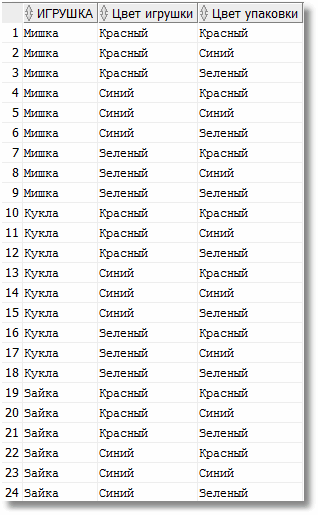 ИГРУШКА Цвет игрушки Цвет упаковки
1 Мишка Красный Красный
2 Мишка Красный Синий
3 Мишка Красный Зеленый
4 Мишка Синий Красный
5 Мишка Синий Синий
6 Мишка Синий Зеленый
7 Мишка Зеленый Красный
8 Мишка Зеленый Синий
9 Мишка Зеленый Зеленый
10 Кукла Красный Красный
11 Кукла Красный Синий
12 Кукла Красный Зеленый
13 Кукла Синий Красный
14 Кукла Синий Синий
15 Кукла Синий Зеленый
16 Кукла Зеленый Красный
17 Кукла Зеленый Синий
18 Кукла Зеленый Зеленый
19 Зайка Красный Красный
20 Зайка Красный Синий
21 Зайка Красный Зеленый
22 Зайка Синий Красный
23 Зайка Синий Синий
24 Зайка Синий Зеленый